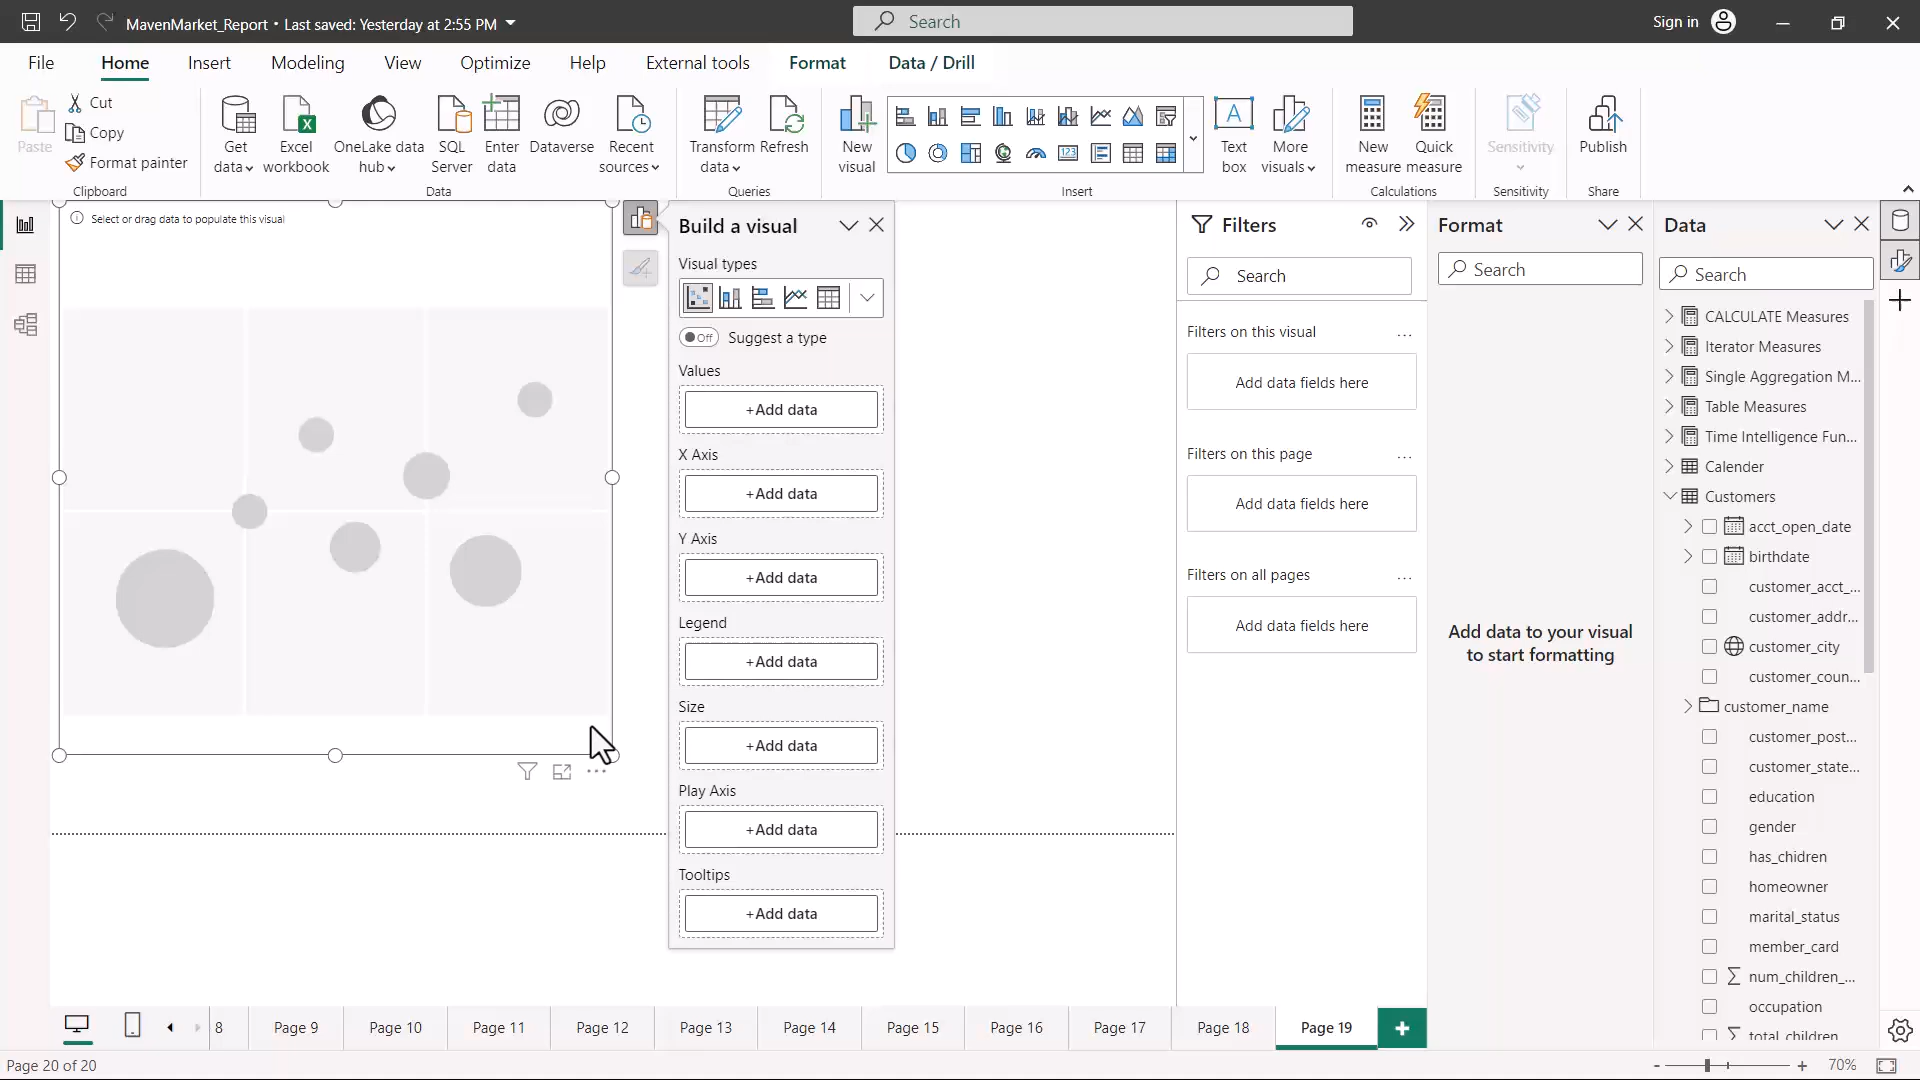 MavenMarket_Report • Last saved: Yesterday at 2:55 PM
Search
Sign in
File
Home
Insert
Modeling
View
Optimize
Help
External tools
Format
Data / Drill
Paste
Cut
Copy
Format painter
Clipboard
Get
data
Excel
workbook
OneLake data
hub
SQL
Server
Enter
data
Dataverse
Recent
sources
Data
Transform
data
Refresh
Queries
New
visual
Text
box
More
visuals
Insert
New
measure
Quick
measure
Calculations
Sensitivity
Sensitivity
Publish
Share
Select or drag data to populate this visual
Build a visual
Visual types
Off
Suggest a type
Values
+Add data
X Axis
+Add data
Y Axis
+Add data
Legend
+Add data
Size
+Add data
Play Axis
+Add data
Tooltips
+Add data
Filters
Search
Filters on this visual
...
Add data fields here
Filters on this page
...
Add data fields here
Filters on all pages
...
Add data fields here
Format
Search
Add data to your visual
to start formatting
Data
Search
CALCULATE Measures
Iterator Measures
Single Aggregation M...
Table Measures
Time Intelligence Fun...
Calender
Customers
acct_open_date
birthdate
customer_acct_...
customer_addr...
customer_city
customer_coun...
customer_name
customer_post...
customer_state...
education
gender
has_chidren
homeowner
marital_status
member_card
num_children_...
occupation
total_children
8
Page 9
Page 10
Page 11
Page 12
Page 13
Page 14
Page 15
Page 16
Page 17
Page 18
Page 19
Page 20 of 20
- + 70%